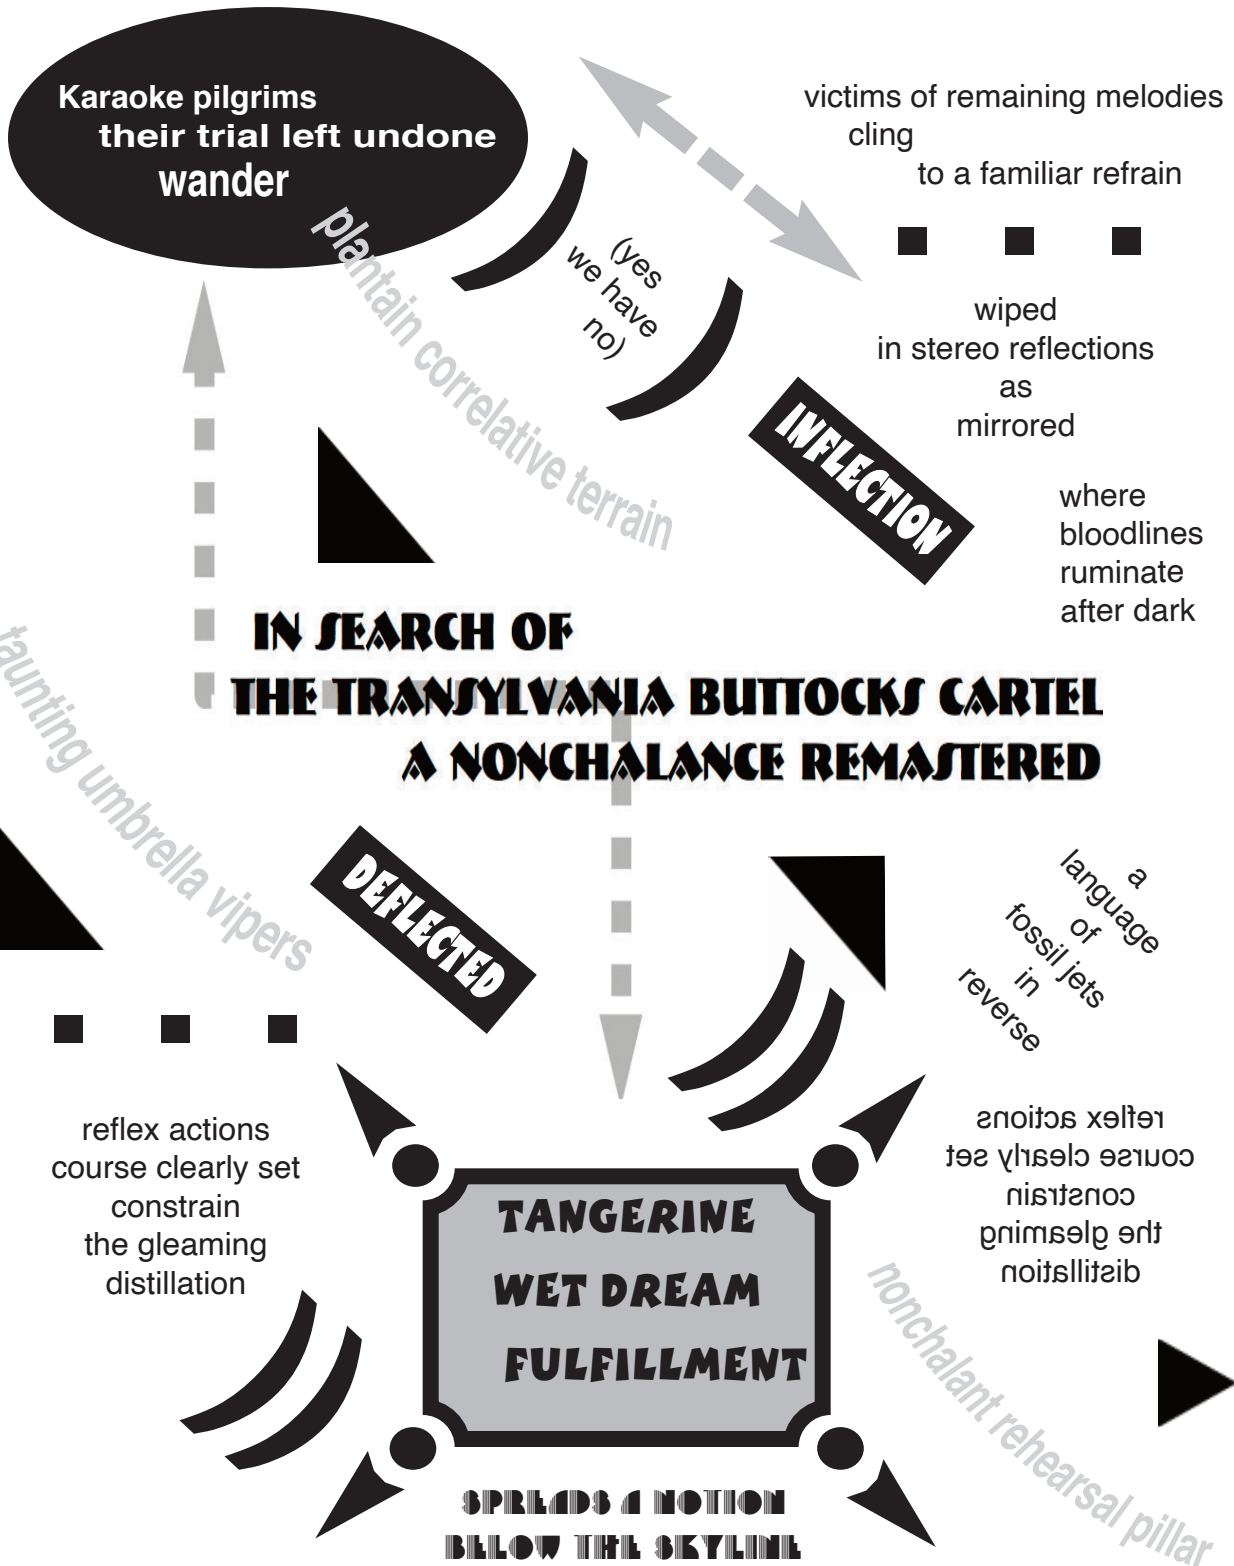 Karaoke pilgrims
their trial left undone
wander
victims of remaining melodies
cling
to a familiar refrain
plantain correlative terrain
(yes
we have
no)
wiped
in stereo reflections
as
mirrored
INFLECTION
where
bloodlines
ruminate
after dark
IN SEARCH OF
THE TRANSYLVANIA BUTTOCKS CARTEL
A NONCHALANCE REMASTERED
taunting umbrella vipers
DEFLECTED
a
language
of
fossil jets
in
reverse
reflex actions
course clearly set
constrain
the gleaming
distillation
reflex actions
course clearly set
constrain
the gleaming
distillation
TANGERINE
WET DREAM
FULFILLMENT
nonchalant rehearsal pillar
SPREADS A NOTION
BELOW THE SKYLINE